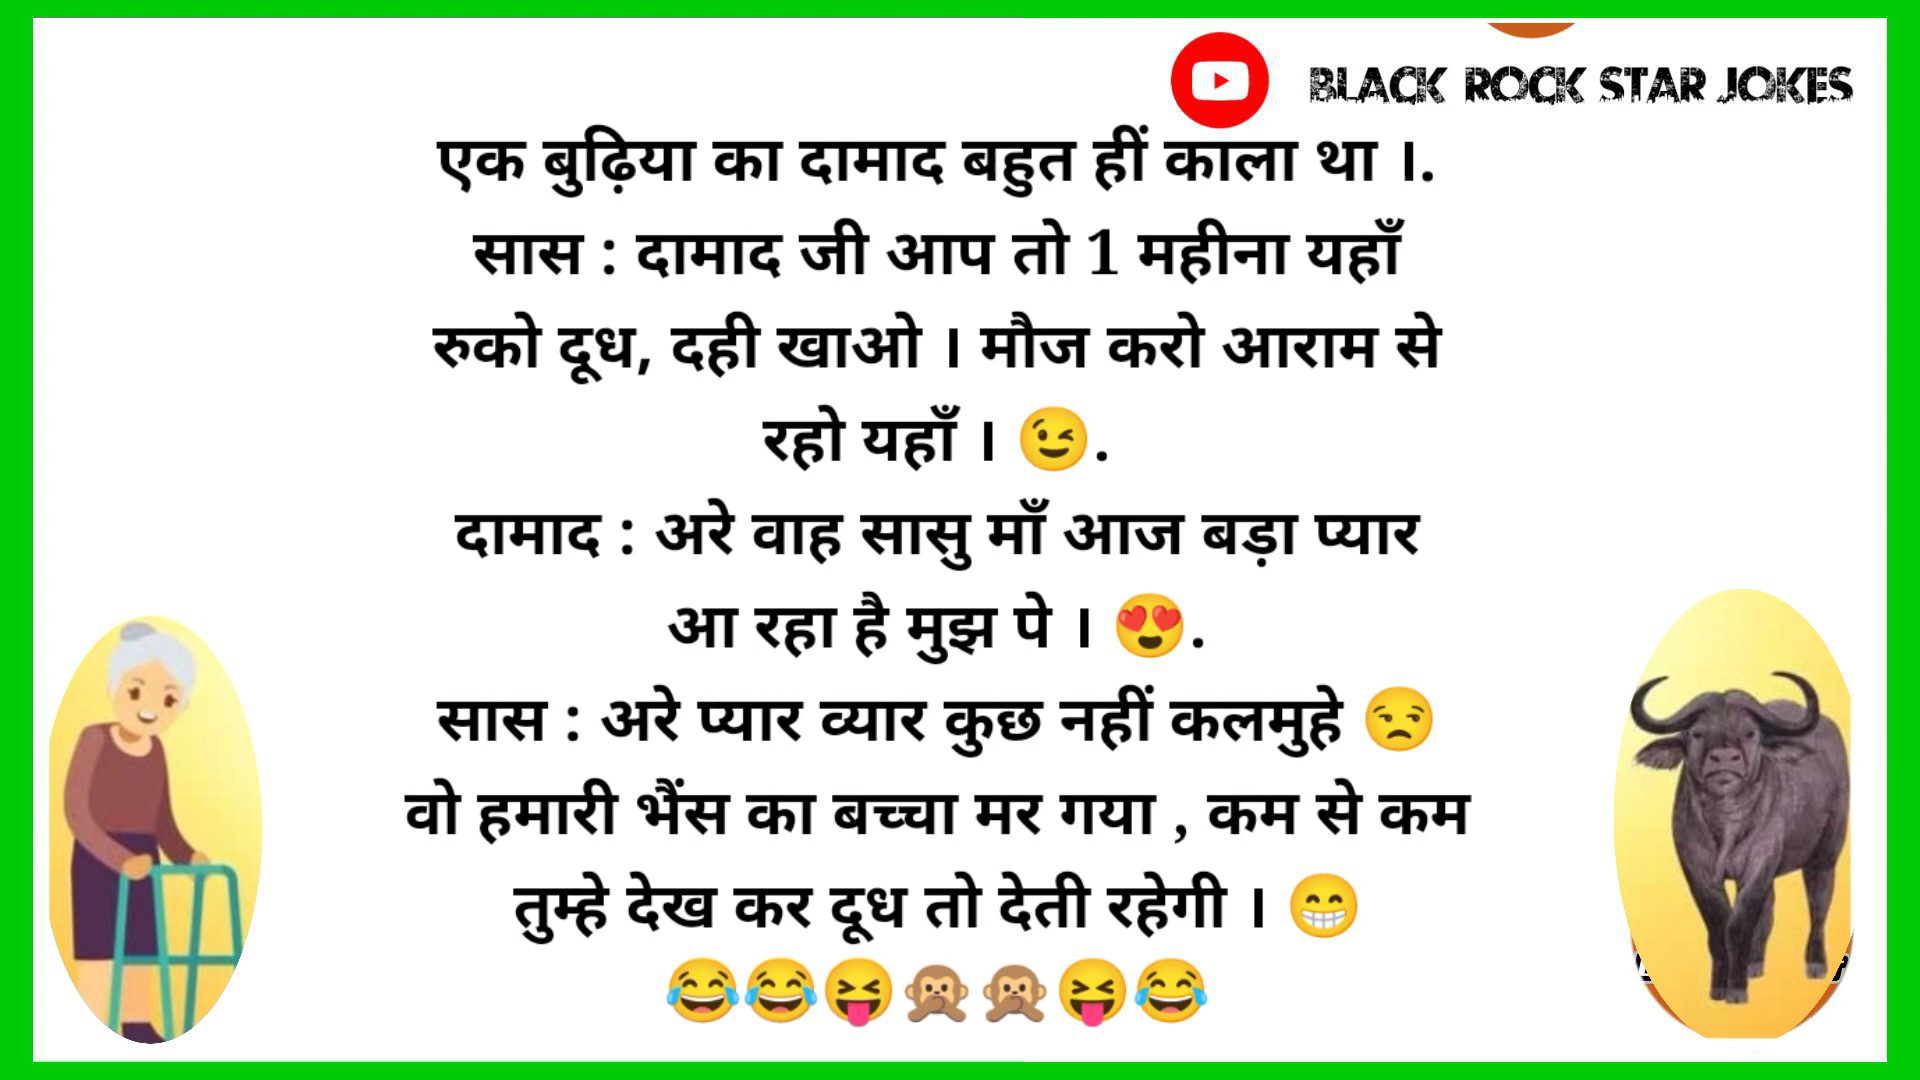 BLACK ROCK STAR JOKES
एक बुढ़िया का दामाद बहुत हीं काला था ।.
सास : दामाद जी आप तो 1 महीना यहाँ
रुको दूध, दही खाओ । मौज करो आराम से
रहो यहाँ । 😉.
दामाद : अरे वाह सासु माँ आज बड़ा प्यार
आ रहा है मुझ पे । 😍.
सास : अरे प्यार व्यार कुछ नहीं कलमुहे 😒
वो हमारी भैंस का बच्चा मर गया , कम से कम
तुम्हे देख कर दूध तो देती रहेगी । 😁
😂😂😝🙊🙊😝😂